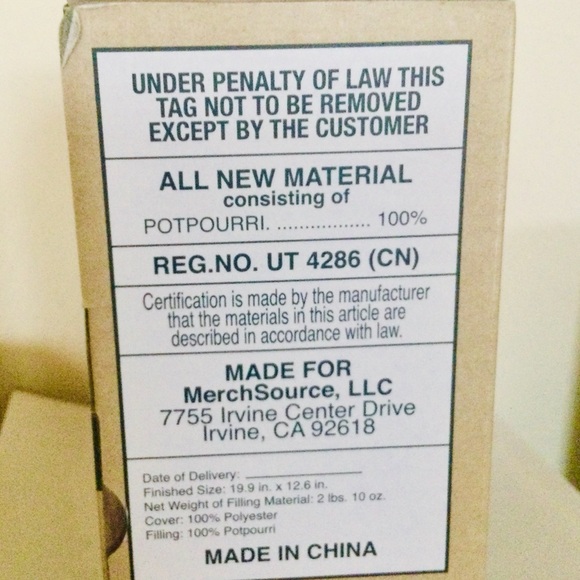 UNDER PENALTY OF LAW THIS
TAG NOT TO BE REMOVED
EXCEPT BY THE CUSTOMER
ALL NEW MATERIAL
consisting of
POTPOURRI. .................. 100%
REG.NO. UT 4286 (CN)
Certification is made by the manufacturer
that the materials in this article are
described in accordance with law.
MADE FOR
MerchSource, LLC
7755 Irvine Center Drive
Irvine, CA 92618
Date of Delivery: ____________________
Finished Size: 19.9 in. x 12.6 in.
Net Weight of Filling Material: 2 lbs. 10 oz.
Cover: 100% Polyester
Filling: 100% Potpourri
MADE IN CHINA